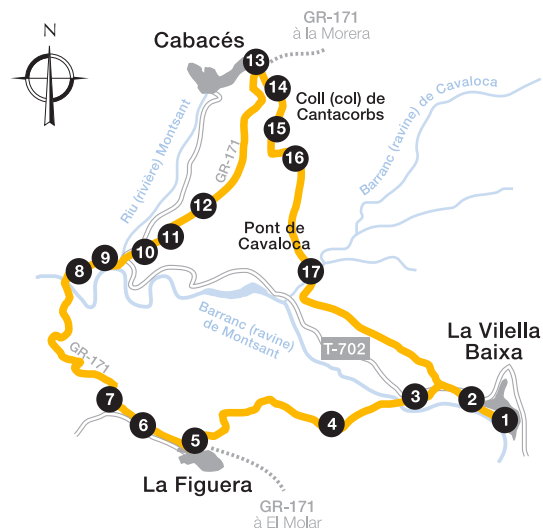 GR-171
à la Morera
N
Cabacés
13
14
Coll (col) de
Cantacorbs
Barranc (ravine) de Cavaloca
15
16
Riu (rivière) Montsant
GR-171
12
Pont de
Cavaloca
11
10
9
8
17
Barranc (ravine)
de Montsant
T-702
La Vilella
Baixa
GR-171
7
3
2
1
6
4
5
La Figuera
GR-171
à El Molar